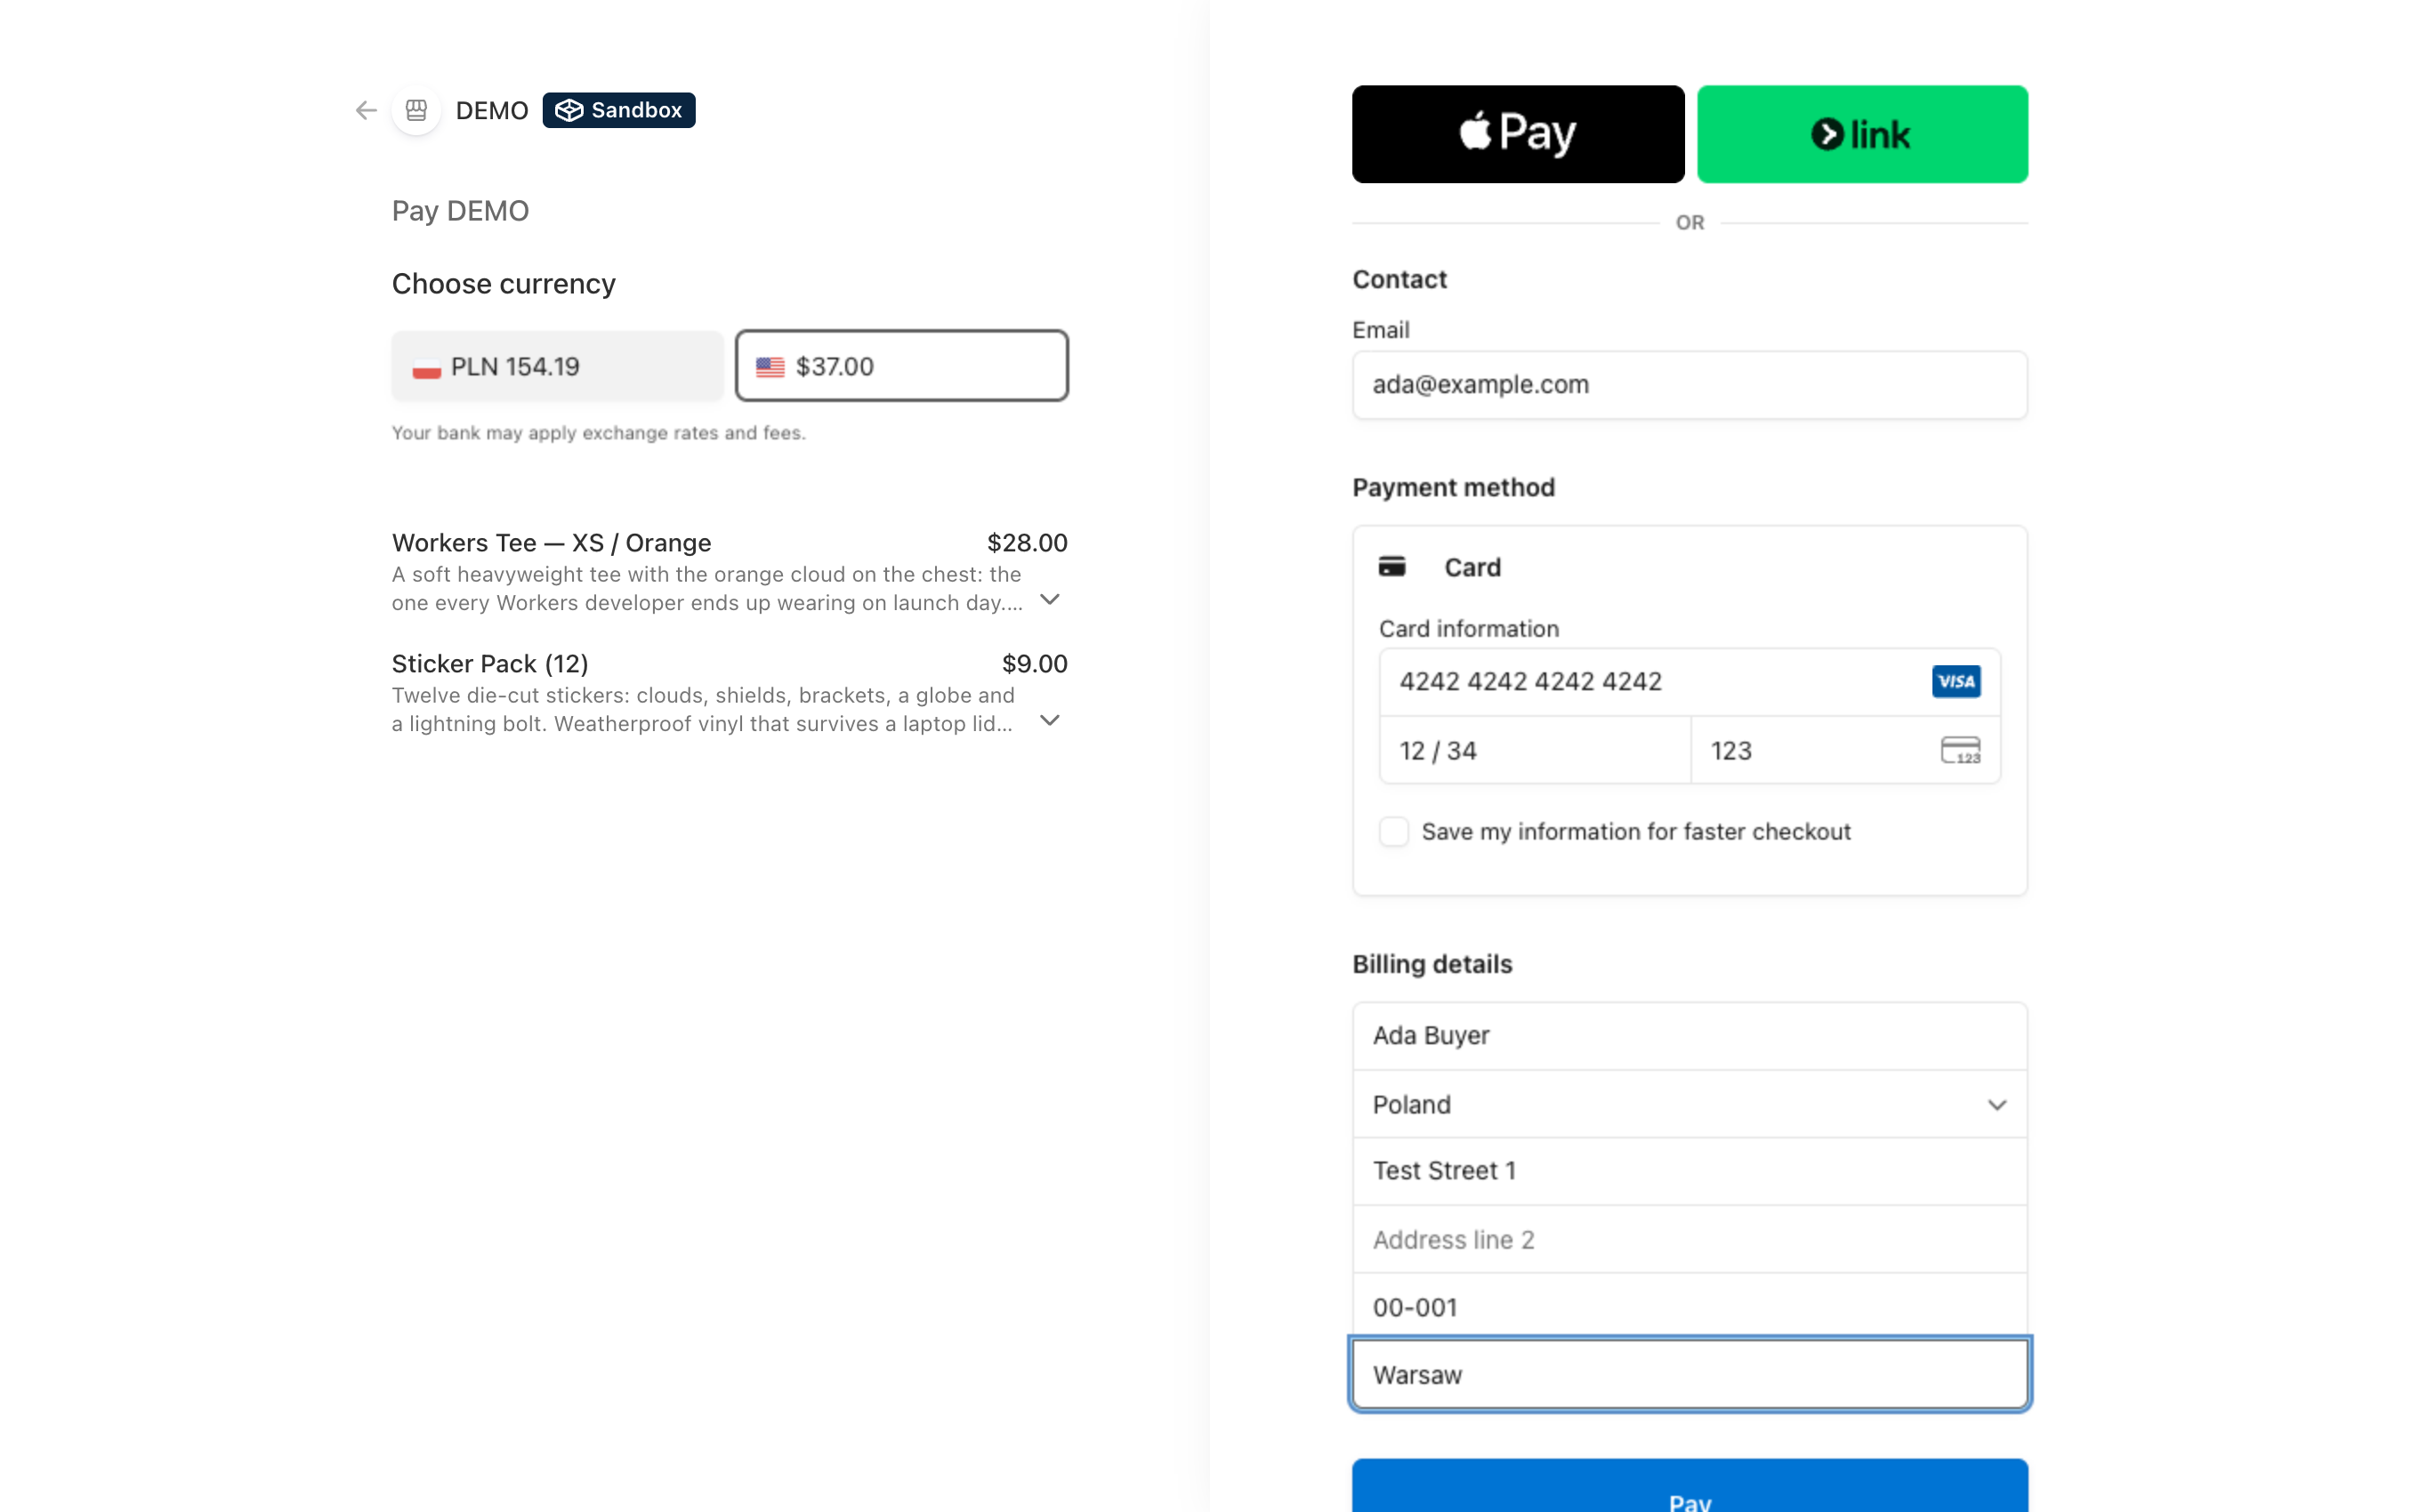 DEMO Sandbox
Pay DEMO
Choose currency
PLN 154.19
$37.00
Your bank may apply exchange rates and fees.
Workers Tee — XS / Orange $28.00
A soft heavyweight tee with the orange cloud on the chest: the
one every Workers developer ends up wearing on launch day....
Sticker Pack (12) $9.00
Twelve die-cut stickers: clouds, shields, brackets, a globe and
a lightning bolt. Weatherproof vinyl that survives a laptop lid...
Pay
link
OR
Contact
Email
ada@example.com
Payment method
Card
Card information
4242 4242 4242 4242 VISA
12 / 34
123
123
Save my information for faster checkout
Billing details
Ada Buyer
Poland
Test Street 1
Address line 2
00-001
Warsaw
Pay